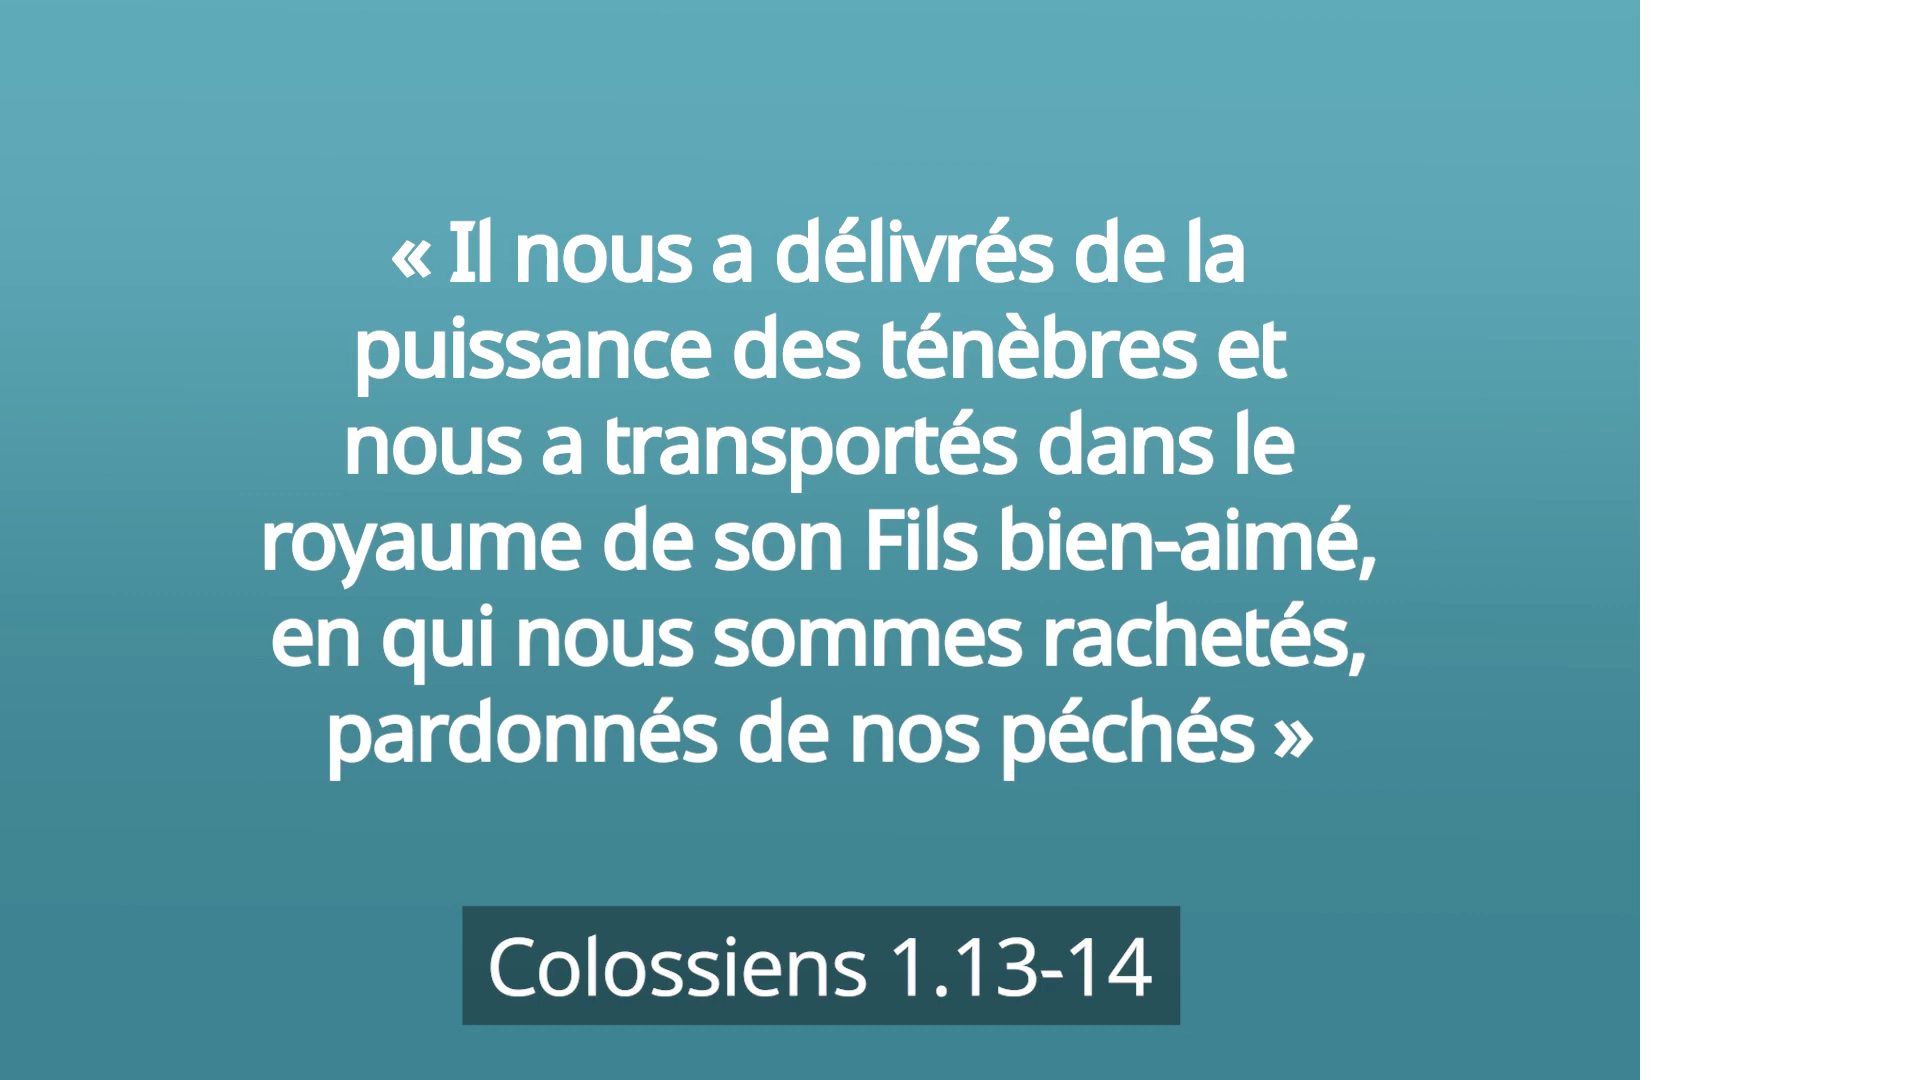 « Il nous a délivrés de la
puissance des ténèbres et
nous a transportés dans le
royaume de son Fils bien-aimé,
en qui nous sommes rachetés,
pardonnés de nos péchés »
Colossiens 1.13-14